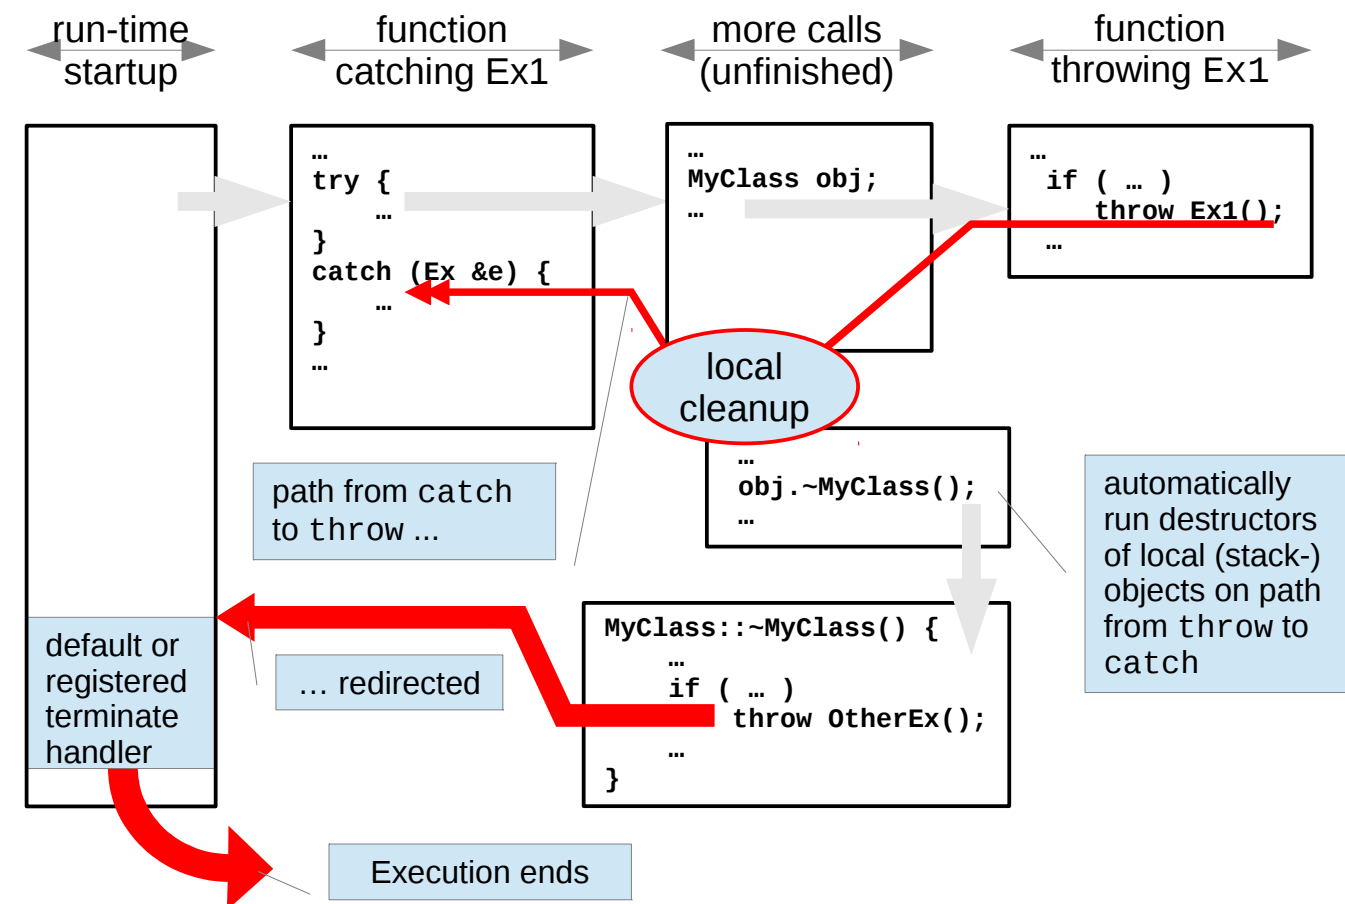 run-time
startup
function
catching Ex1
more calls
(unfinished)
function
throwing Ex1
…
try {
…
}
catch (Ex &e) {
…
}
…
…
MyClass obj;
…
…
if ( … )
throw Ex1();
…
local
cleanup
…
obj.~MyClass();
…
path from catch
to throw ...
automatically
run destructors
of local (stack-)
objects on path
from throw to
catch
default or
registered
terminate
handler
… redirected
MyClass::~MyClass() {
…
if ( … )
throw OtherEx();
…
}
Execution ends